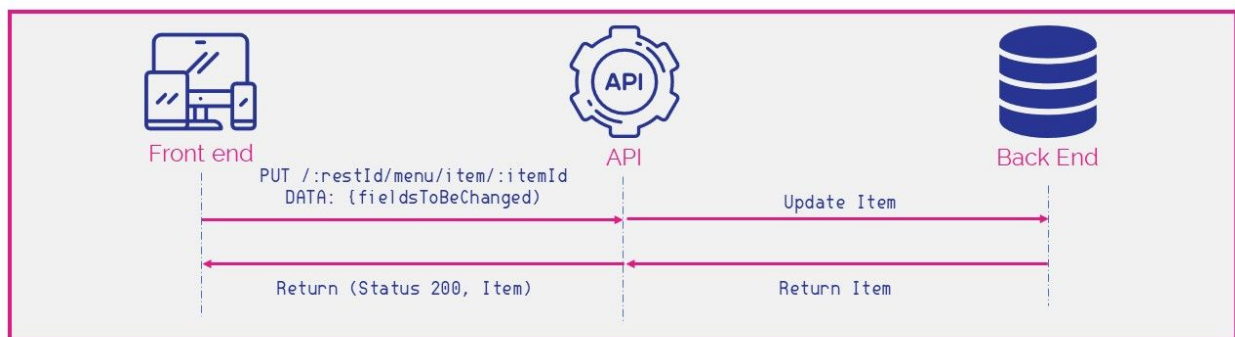 API
Front end
API
Back End
PUT /:restId/menu/item/:itemId
DATA: {fieldsToBeChanged)
Update Item
Return (Status 200, Item)
Return Item